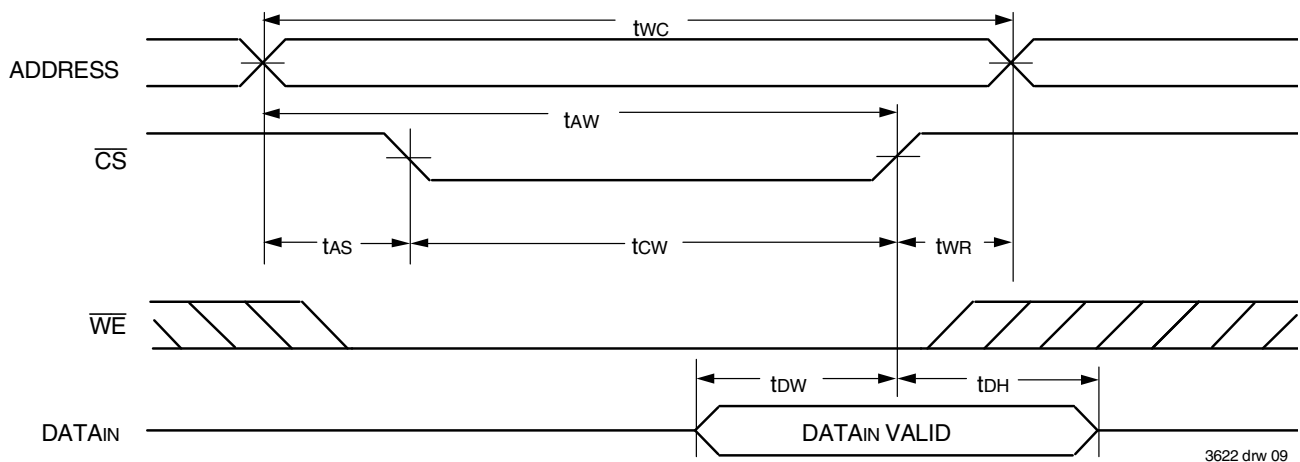 tWC
ADDRESS
tAW
CS
tAS
tCW
tWR
WE
tDW
tDH
DATAIN
DATAIN VALID
3622 drw 09